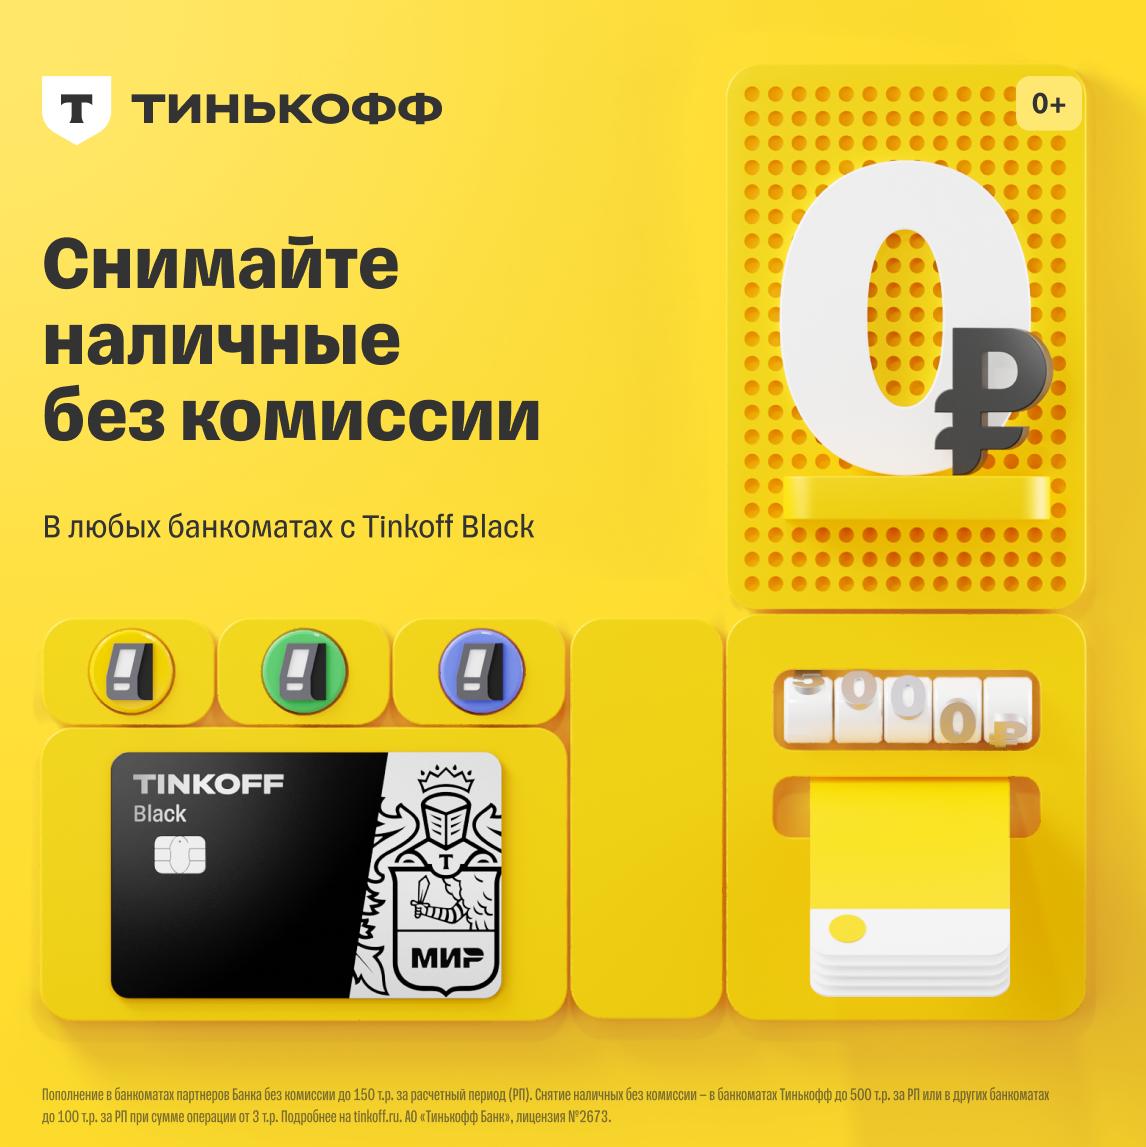 Т ТИНЬКОФФ
0+
Снимайте
наличные
без комиссии
В любых банкоматах с Tinkoff Black
0₽
5000₽
TINKOFF
Black
Т
МИР
Пополнение в банкоматах партнеров Банка без комиссии до 150 т.р. за расчетный период (РП). Снятие наличных без комиссии – в банкоматах Тинькофф до 500 т.р. за РП или в других банкоматах
до 100 т.р. за РП при сумме операции от 3 т.р. Подробнее на tinkoff.ru. АО «Тинькофф Банк», лицензия №2673.